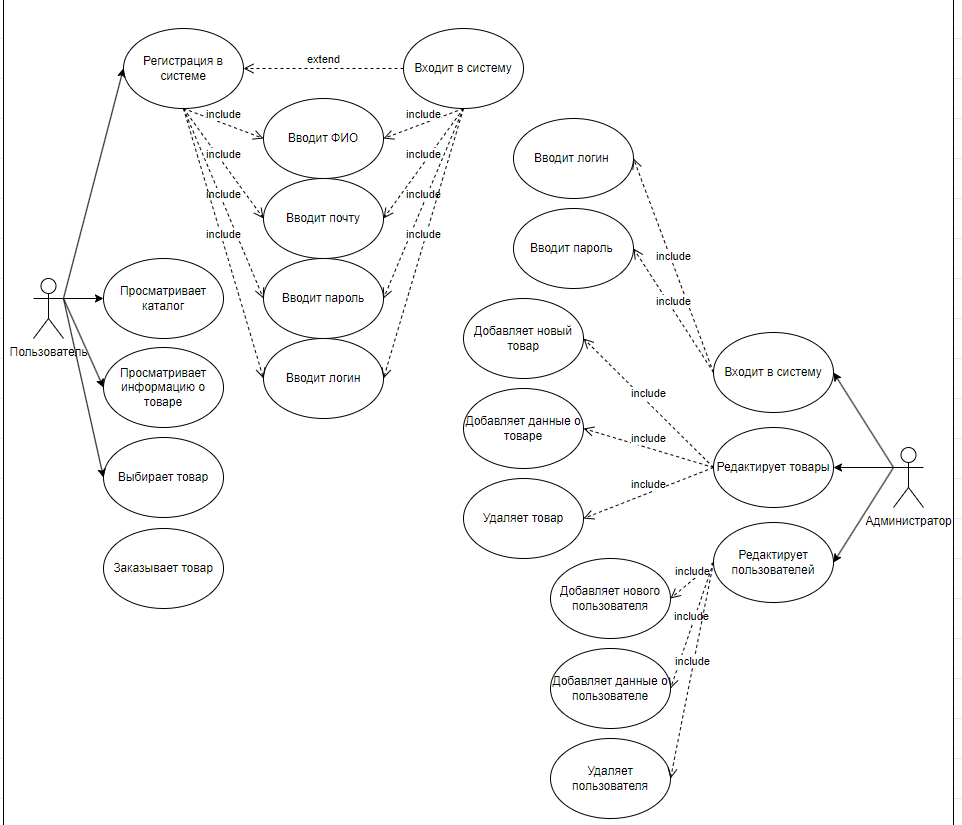 Регистрация в
системе
extend
Входит в систему
include
include
Вводит ФИО
include
include
include
include
Вводит почту
include
include
Вводит пароль
Вводит логин
Вводит логин
Вводит пароль
include
include
Просматривает
каталог
Пользователь
Просматривает
информацию о
товаре
Выбирает товар
Заказывает товар
Добавляет новый
товар
Входит в систему
include
Добавляет данные о
товаре
include
Редактирует товары
include
Удаляет товар
Администратор
Редактирует
пользователей
include
Добавляет нового
пользователя
include
include
Добавляет данные о
пользователе
Удаляет
пользователя